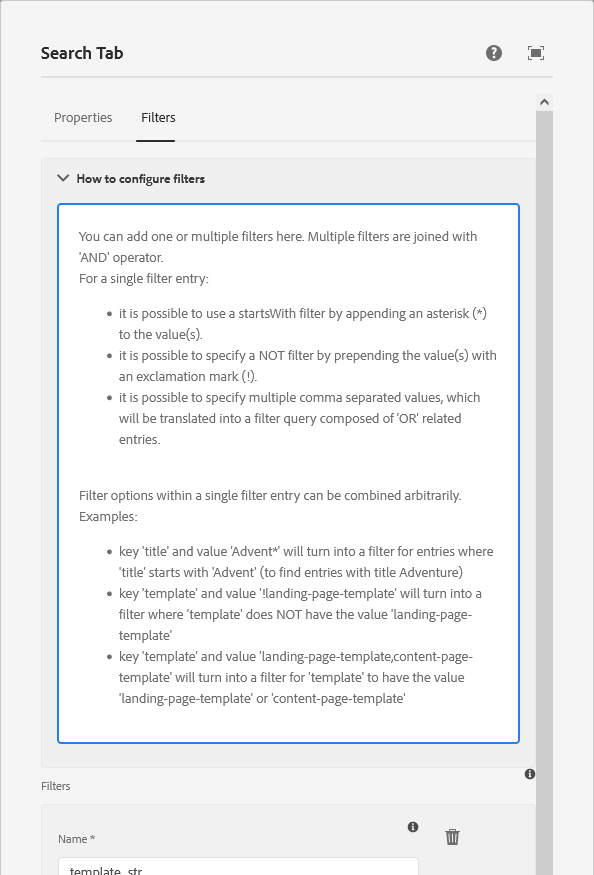 Search Tab
Properties
Filters
How to configure filters
You can add one or multiple filters here. Multiple filters are joined with
'AND' operator.
For a single filter entry:
it is possible to use a startsWith filter by appending an asterisk (*)
to the value(s).
it is possible to specify a NOT filter by prepending the value(s) with
an exclamation mark (!).
it is possible to specify multiple comma separated values, which
will be translated into a filter query composed of 'OR' related
entries.
Filter options within a single filter entry can be combined arbitrarily.
Examples:
key 'title' and value 'Advent*' will turn into a filter for entries where
'title' starts with 'Advent' (to find entries with title Adventure)
key 'template' and value '!landing-page-template' will turn into a
filter where 'template' does NOT have the value 'landing-page-
template'
key 'template' and value 'landing-page-template,content-page-
template' will turn into a filter for 'template' to have the value
'landing-page-template' or 'content-page-template'
Filters
Name *
template_str